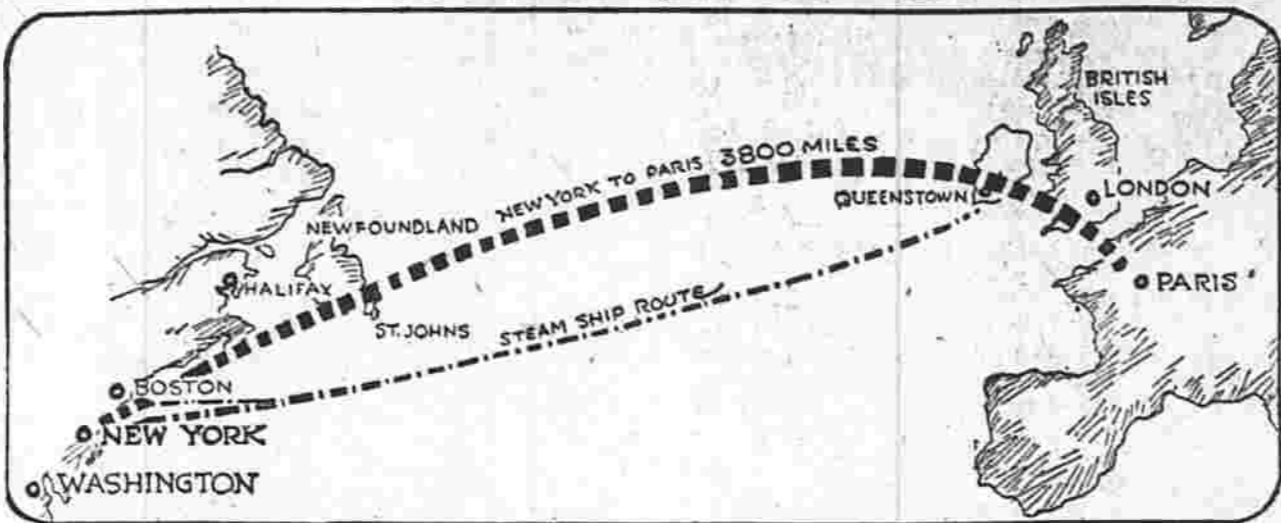 BRITISH
ISLES
NEW YORK TO PARIS 3800 MILES
QUEENSTOWN
LONDON
NEWFOUNDLAND
HALIFAX
PARIS
ST. JOHNS
STEAM SHIP ROUTE
BOSTON
NEW YORK
WASHINGTON